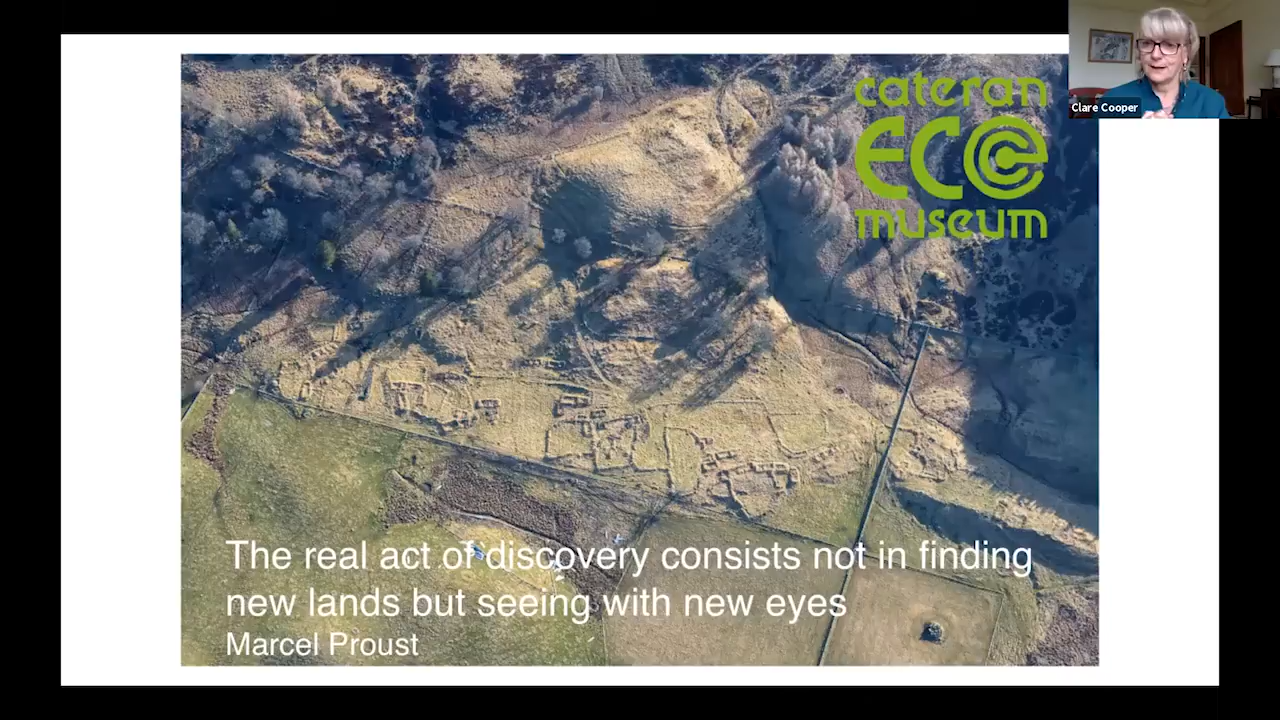 cateran
eco
museum
Clare Cooper
The real act of discovery consists not in finding
new lands but seeing with new eyes
Marcel Proust